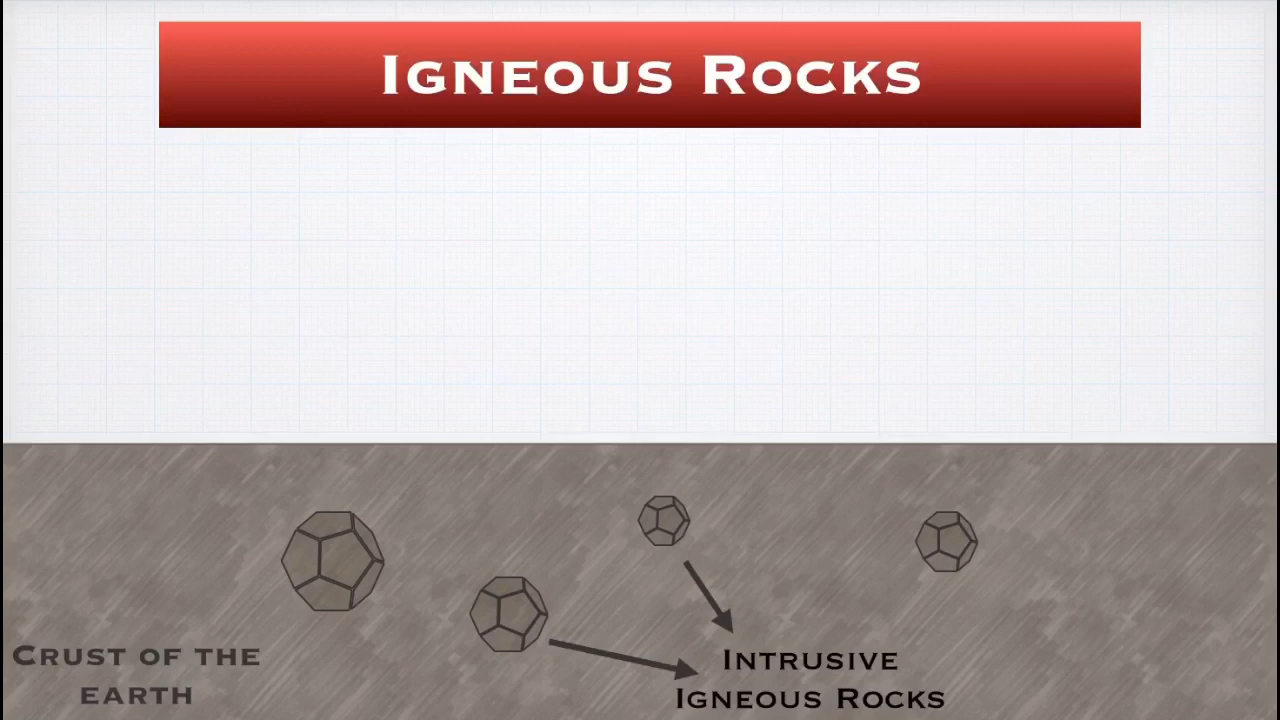 Igneous Rocks
Crust of the
earth
Intrusive
Igneous Rocks